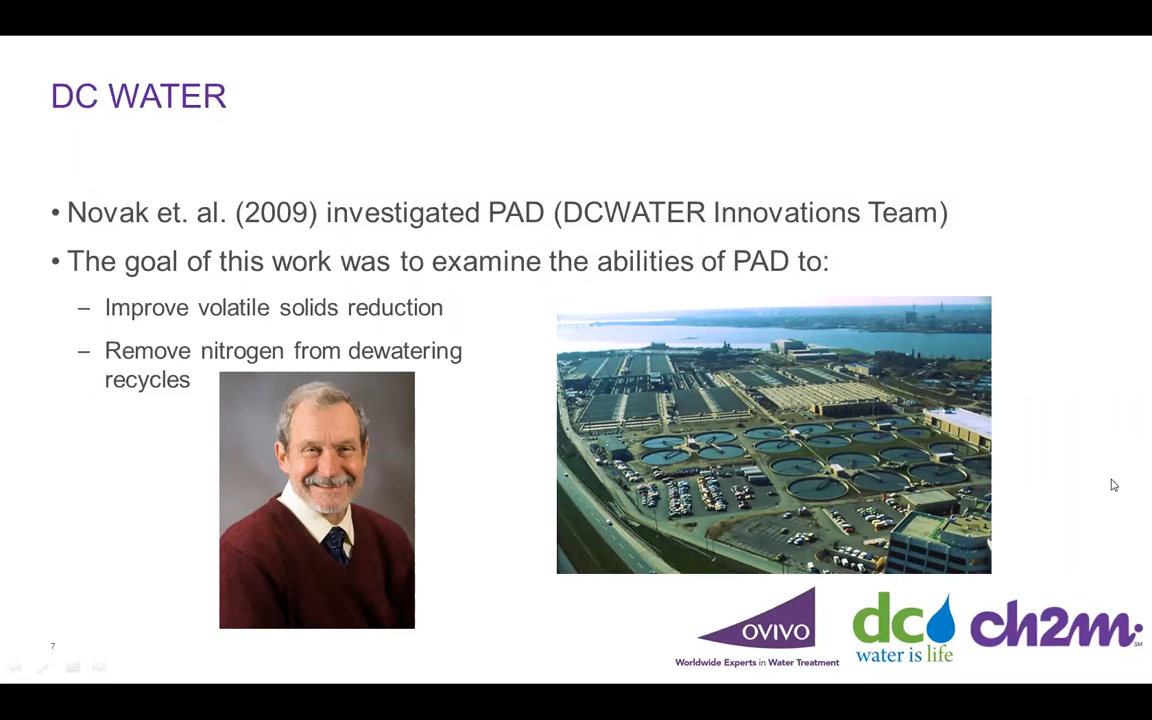 DC WATER
• Novak et. al. (2009) investigated PAD (DCWATER Innovations Team)
• The goal of this work was to examine the abilities of PAD to:
– Improve volatile solids reduction
– Remove nitrogen from dewatering
recycles
OVIVO
Worldwide Experts in Water Treatment
dc
water is life
ch2m:
SM
7